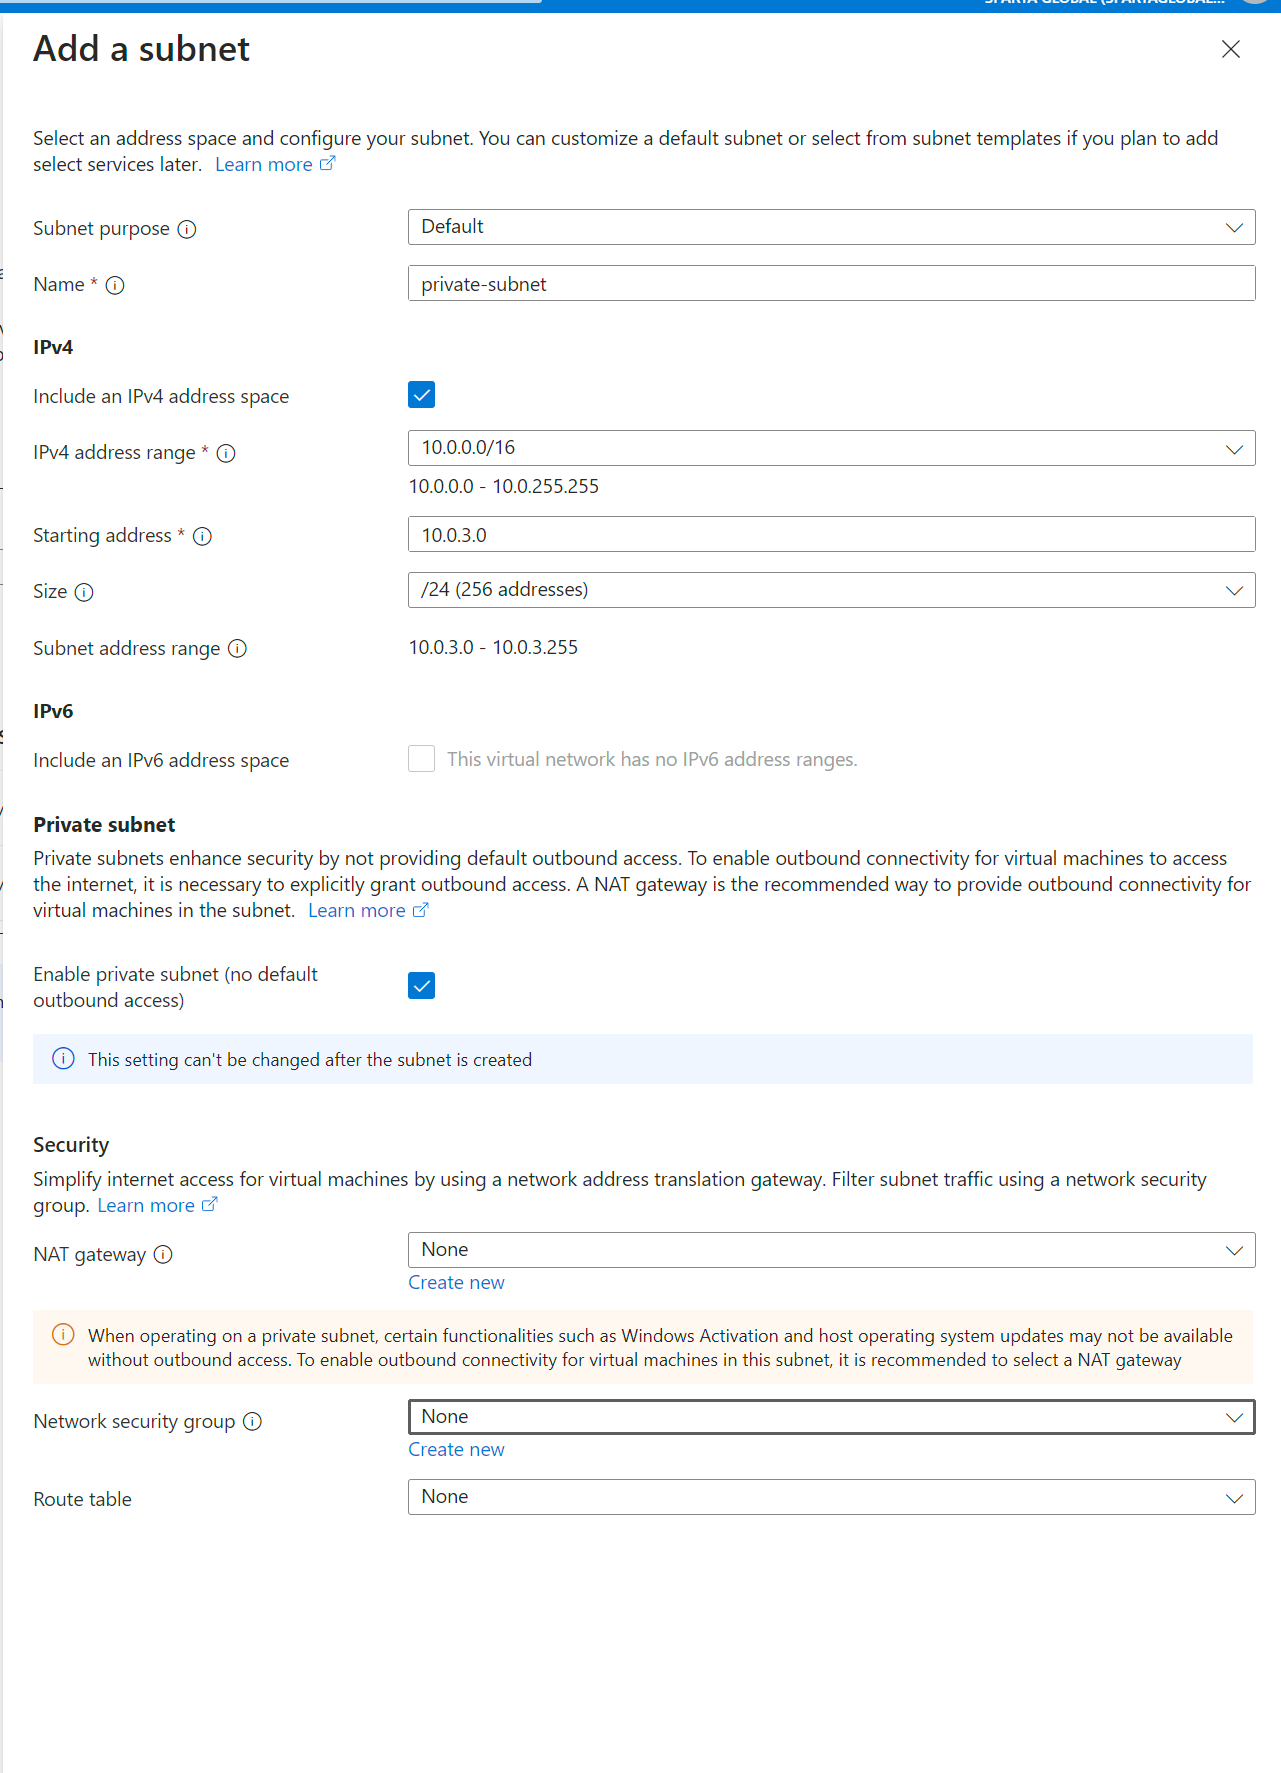 Add a subnet
Select an address space and configure your subnet. You can customize a default subnet or select from subnet templates if you plan to add
select services later. Learn more
Subnet purpose
Default
Name *
private-subnet
IPv4
Include an IPv4 address space
IPv4 address range *
10.0.0.0/16
10.0.0.0 - 10.0.255.255
Starting address *
10.0.3.0
Size
/24 (256 addresses)
Subnet address range
10.0.3.0 - 10.0.3.255
IPv6
Include an IPv6 address space
This virtual network has no IPv6 address ranges.
Private subnet
Private subnets enhance security by not providing default outbound access. To enable outbound connectivity for virtual machines to access
the internet, it is necessary to explicitly grant outbound access. A NAT gateway is the recommended way to provide outbound connectivity for
virtual machines in the subnet. Learn more
Enable private subnet (no default
outbound access)
This setting can't be changed after the subnet is created
Security
Simplify internet access for virtual machines by using a network address translation gateway. Filter subnet traffic using a network security
group. Learn more
NAT gateway
None
Create new
When operating on a private subnet, certain functionalities such as Windows Activation and host operating system updates may not be available
without outbound access. To enable outbound connectivity for virtual machines in this subnet, it is recommended to select a NAT gateway
Network security group
None
Create new
Route table
None